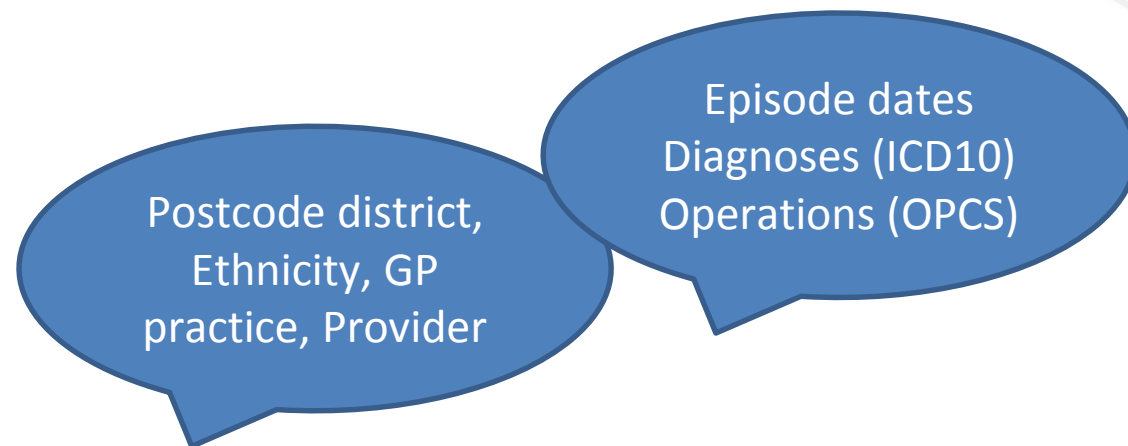 Postcode district,
Ethnicity, GP
practice, Provider
Episode dates
Diagnoses (ICD10)
Operations (OPCS)